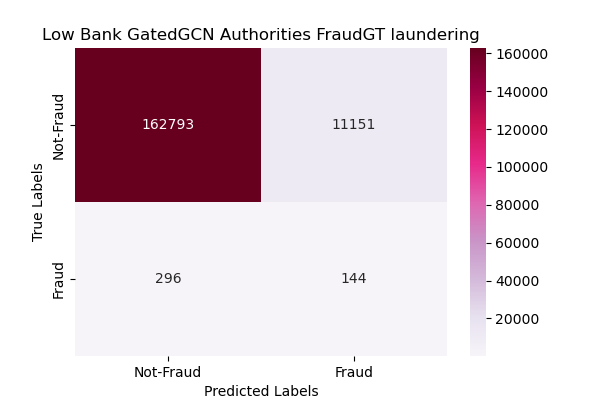 Low Bank GatedGCN Authorities FraudGT laundering
True Labels
Not-Fraud
Fraud
162793
11151
296
144
Not-Fraud
Fraud
Predicted Labels
160000
140000
120000
100000
80000
60000
40000
20000